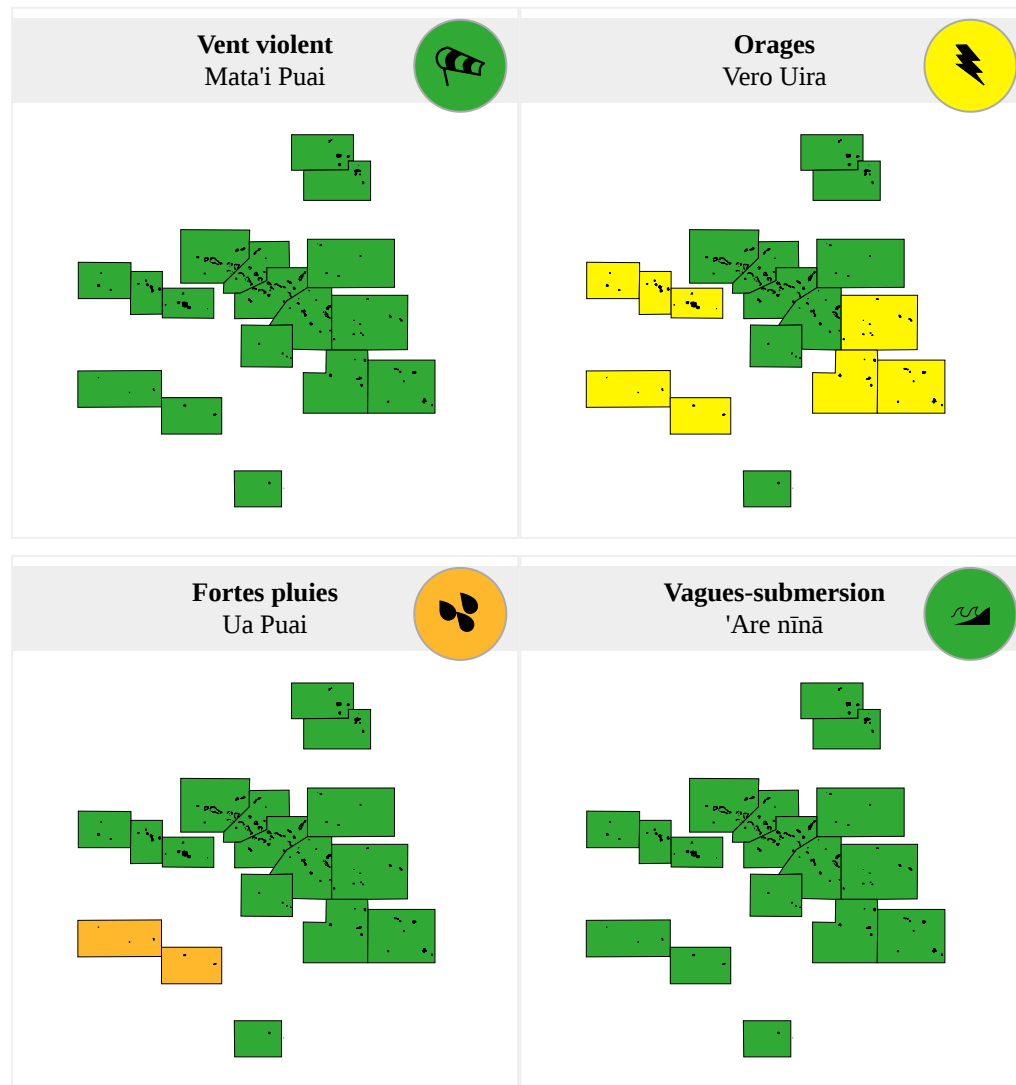 Vent violent
Mata'i Puai
Orages
Vero Uira
Fortes pluies
Ua Puai
Vagues-submersion
'Are nīnā